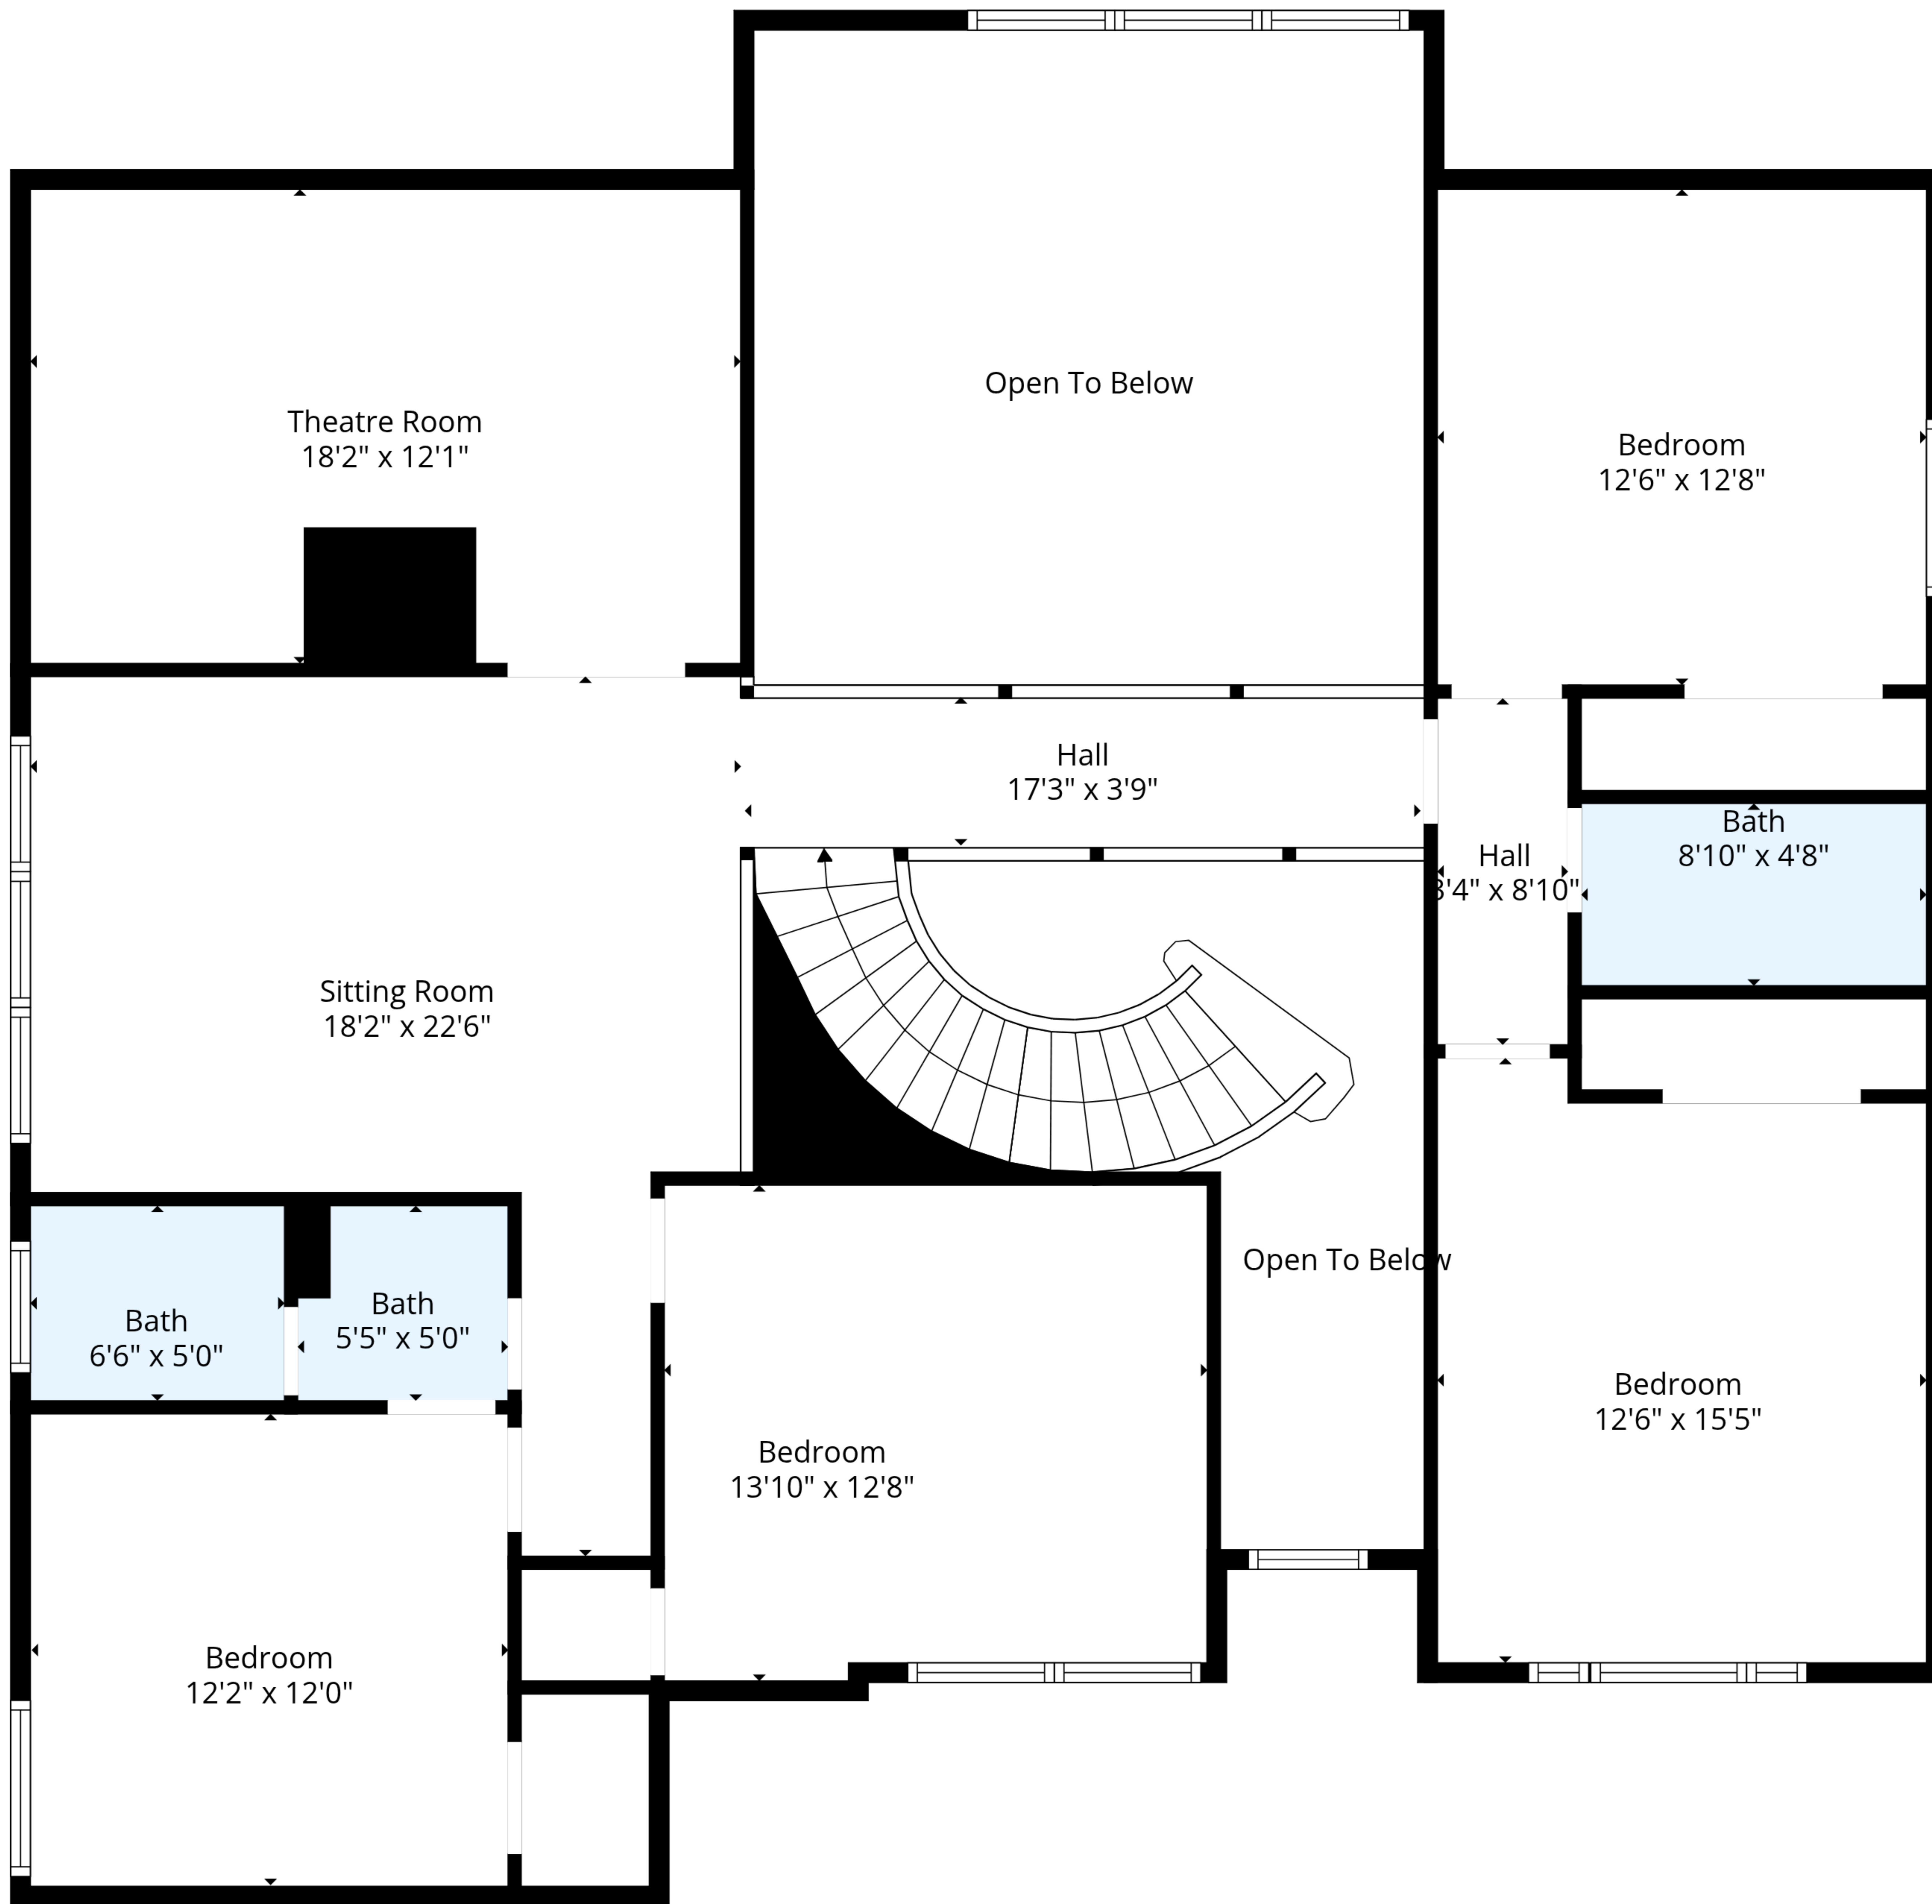 Open To Below
Theatre Room
18'2" x 12'1"
Bedroom
12'6" x 12'8"
Hall
17'3" x 3'9"
Bath
8'10" x 4'8"
Hall
3'4" x 8'10"
Sitting Room
18'2" x 22'6"
Open To Below
Bath
6'6" x 5'0"
Bath
5'5" x 5'0"
Bedroom
12'6" x 15'5"
Bedroom
13'10" x 12'8"
Bedroom
12'2" x 12'0"